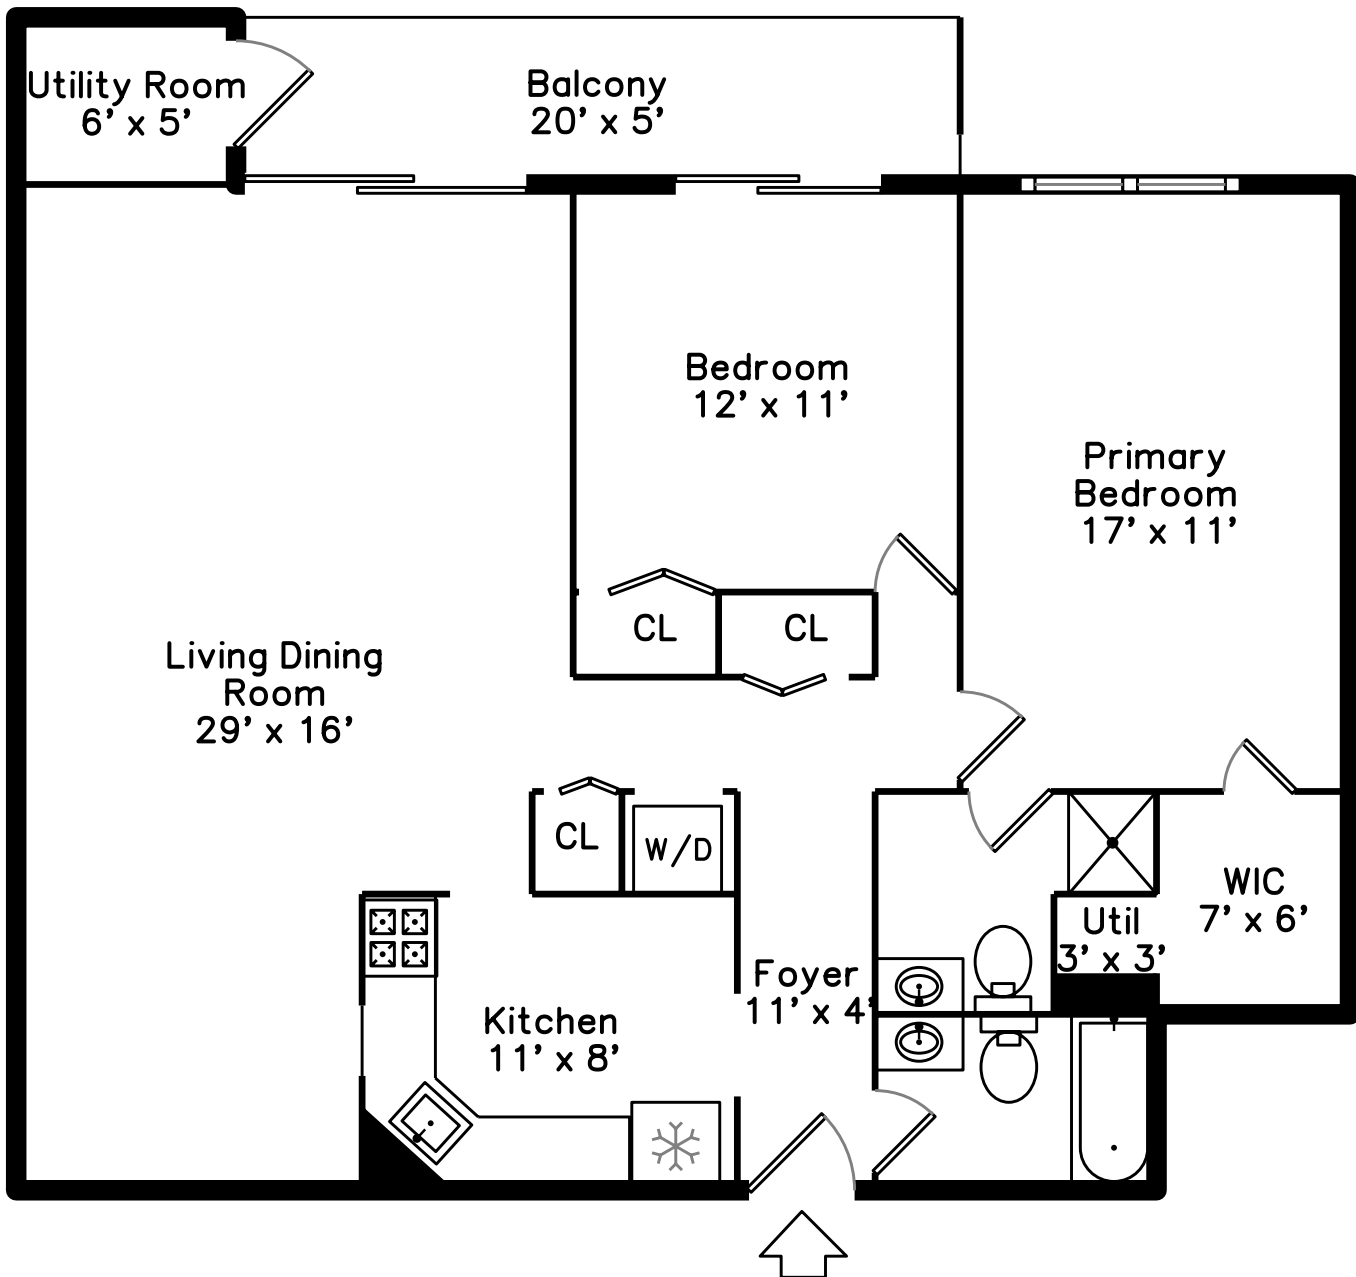 Utility Room
6' x 5'
Balcony
20' x 5'
Bedroom
12' x 11'
Primary
Bedroom
17' x 11'
CL
CL
Living Dining
Room
29' x 16'
CL
W/D
WIC
7' x 6'
Util
3' x 3'
Foyer
11' x 4'
Kitchen
11' x 8'